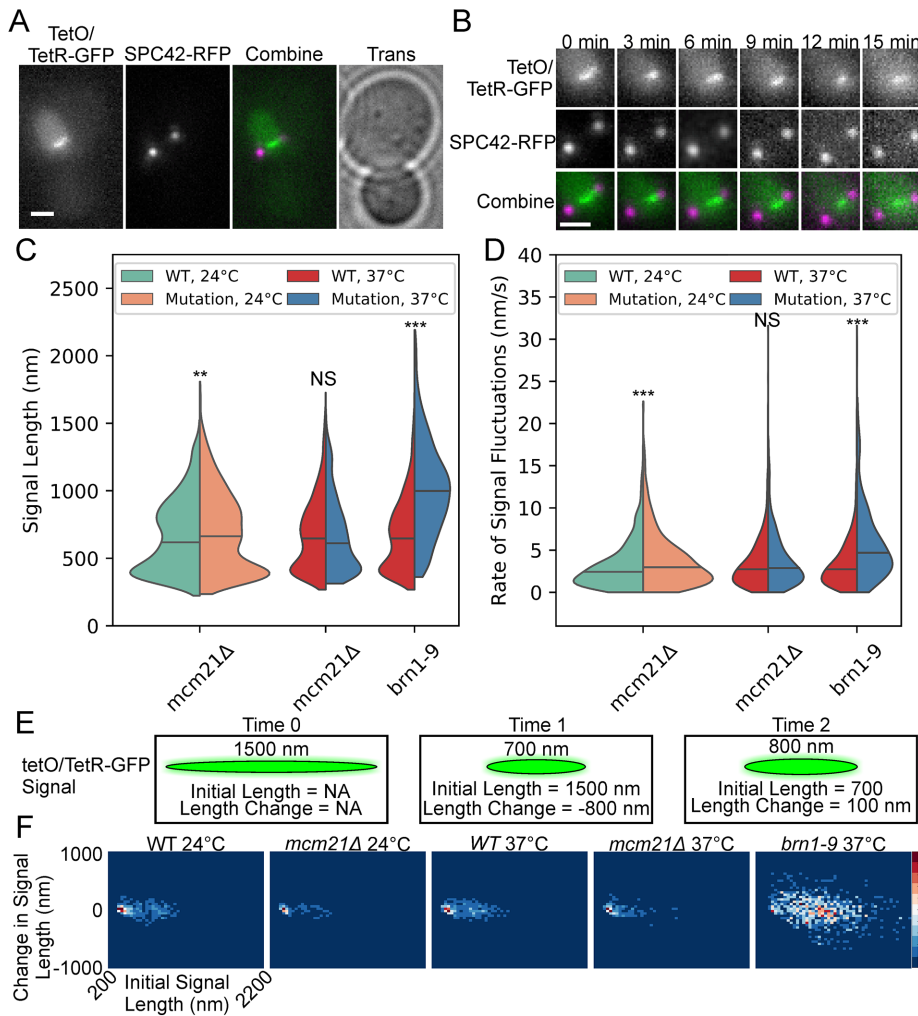 A
TetO/
TetR-GFP SPC42-RFP Combine Trans
B
0 min 3 min 6 min 9 min 12 min 15 min
TetO/
TetR-GFP
SPC42-RFP
Combine
C
WT, 24°C WT, 37°C
Mutation, 24°C Mutation, 37°C
2500
2000
1500
1000
500
0
Signal Length (nm)
** NS ***
mcm21Δ mcm21Δ brn1-9
D
WT, 24°C WT, 37°C
Mutation, 24°C Mutation, 37°C
40
35
30
25
20
15
10
5
0
Rate of Signal Fluctuations (nm/s)
*** NS ***
mcm21Δ mcm21Δ brn1-9
E
Time 0 Time 1 Time 2
tetO/TetR-GFP
Signal
1500 nm
Initial Length = NA
Length Change = NA
700 nm
Initial Length = 1500 nm
Length Change = -800 nm
800 nm
Initial Length = 700
Length Change = 100 nm
F
WT 24°C mcm21Δ 24°C WT 37°C mcm21Δ 37°C brn1-9 37°C
Change in Signal
Length (nm)
1000
0
-1000
200 2200
Initial Signal
Length (nm)